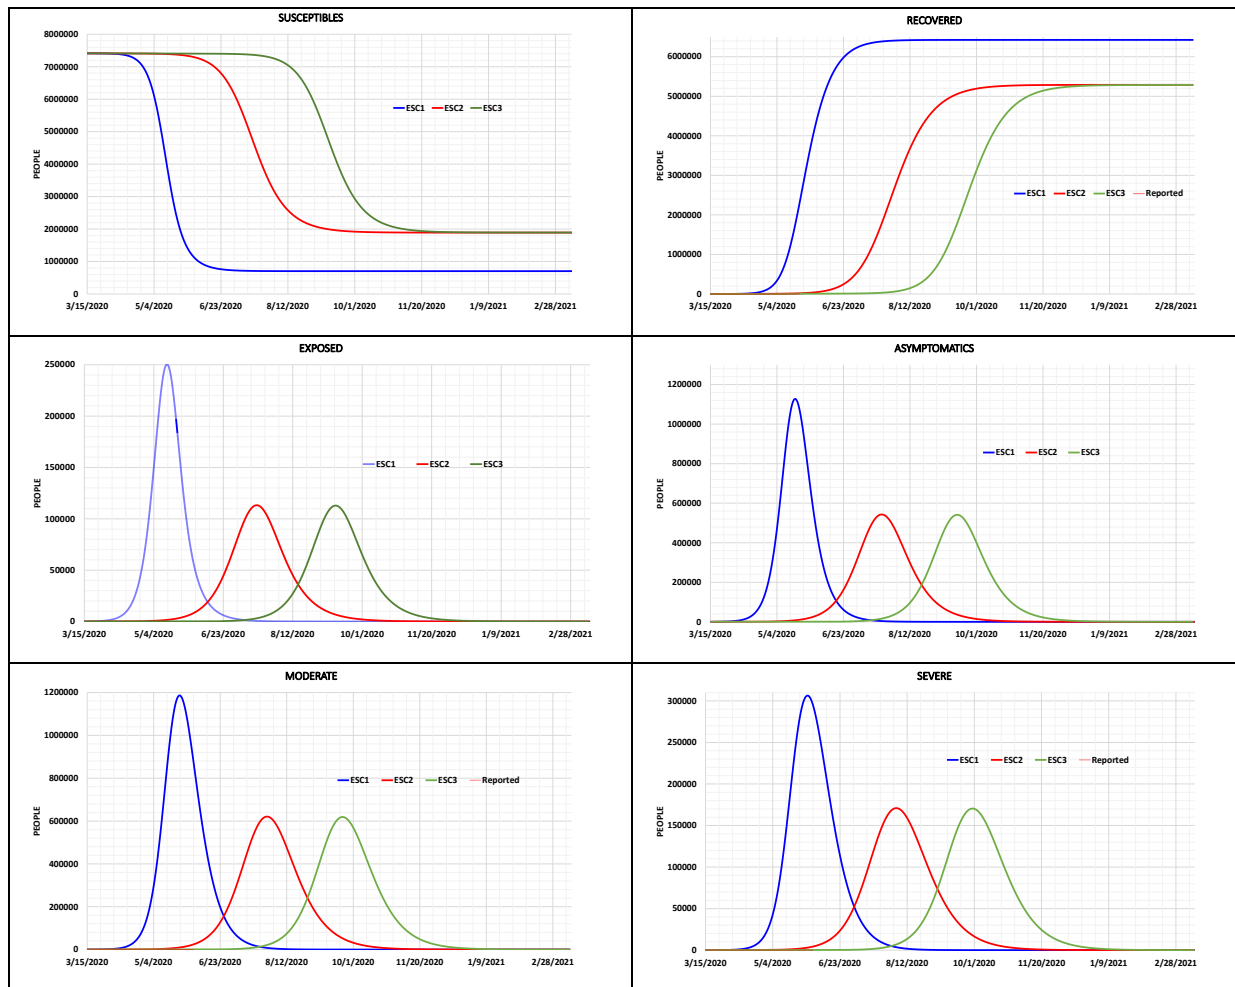 SUSCEPTIBLES
8000000
7000000
6000000
5000000
4000000
3000000
2000000
1000000
0
PEOPLE
ESC1 ESC2 ESC3
3/15/2020 5/4/2020 6/23/2020 8/12/2020 10/1/2020 11/20/2020 1/9/2021 2/28/2021
RECOVERED
6000000
5000000
4000000
3000000
2000000
1000000
0
PEOPLE
ESC1 ESC2 ESC3 Reported
3/15/2020 5/4/2020 6/23/2020 8/12/2020 10/1/2020 11/20/2020 1/9/2021 2/28/2021
EXPOSED
250000
200000
150000
100000
50000
0
ESC1 ESC2 ESC3
3/15/2020 5/4/2020 6/23/2020 8/12/2020 10/1/2020 11/20/2020 1/9/2021 2/28/2021
ASYMPTOMATICS
1200000
1000000
800000
600000
400000
200000
0
PEOPLE
ESC1 ESC2 ESC3
3/15/2020 5/4/2020 6/23/2020 8/12/2020 10/1/2020 11/20/2020 1/9/2021 2/28/2021
MODERATE
1200000
1000000
800000
600000
400000
200000
0
PEOPLE
ESC1 ESC2 ESC3 Reported
3/15/2020 5/4/2020 6/23/2020 8/12/2020 10/1/2020 11/20/2020 1/9/2021 2/28/2021
SEVERE
300000
250000
200000
150000
100000
50000
0
PEOPLE
ESC1 ESC2 ESC3 Reported
3/15/2020 5/4/2020 6/23/2020 8/12/2020 10/1/2020 11/20/2020 1/9/2021 2/28/2021